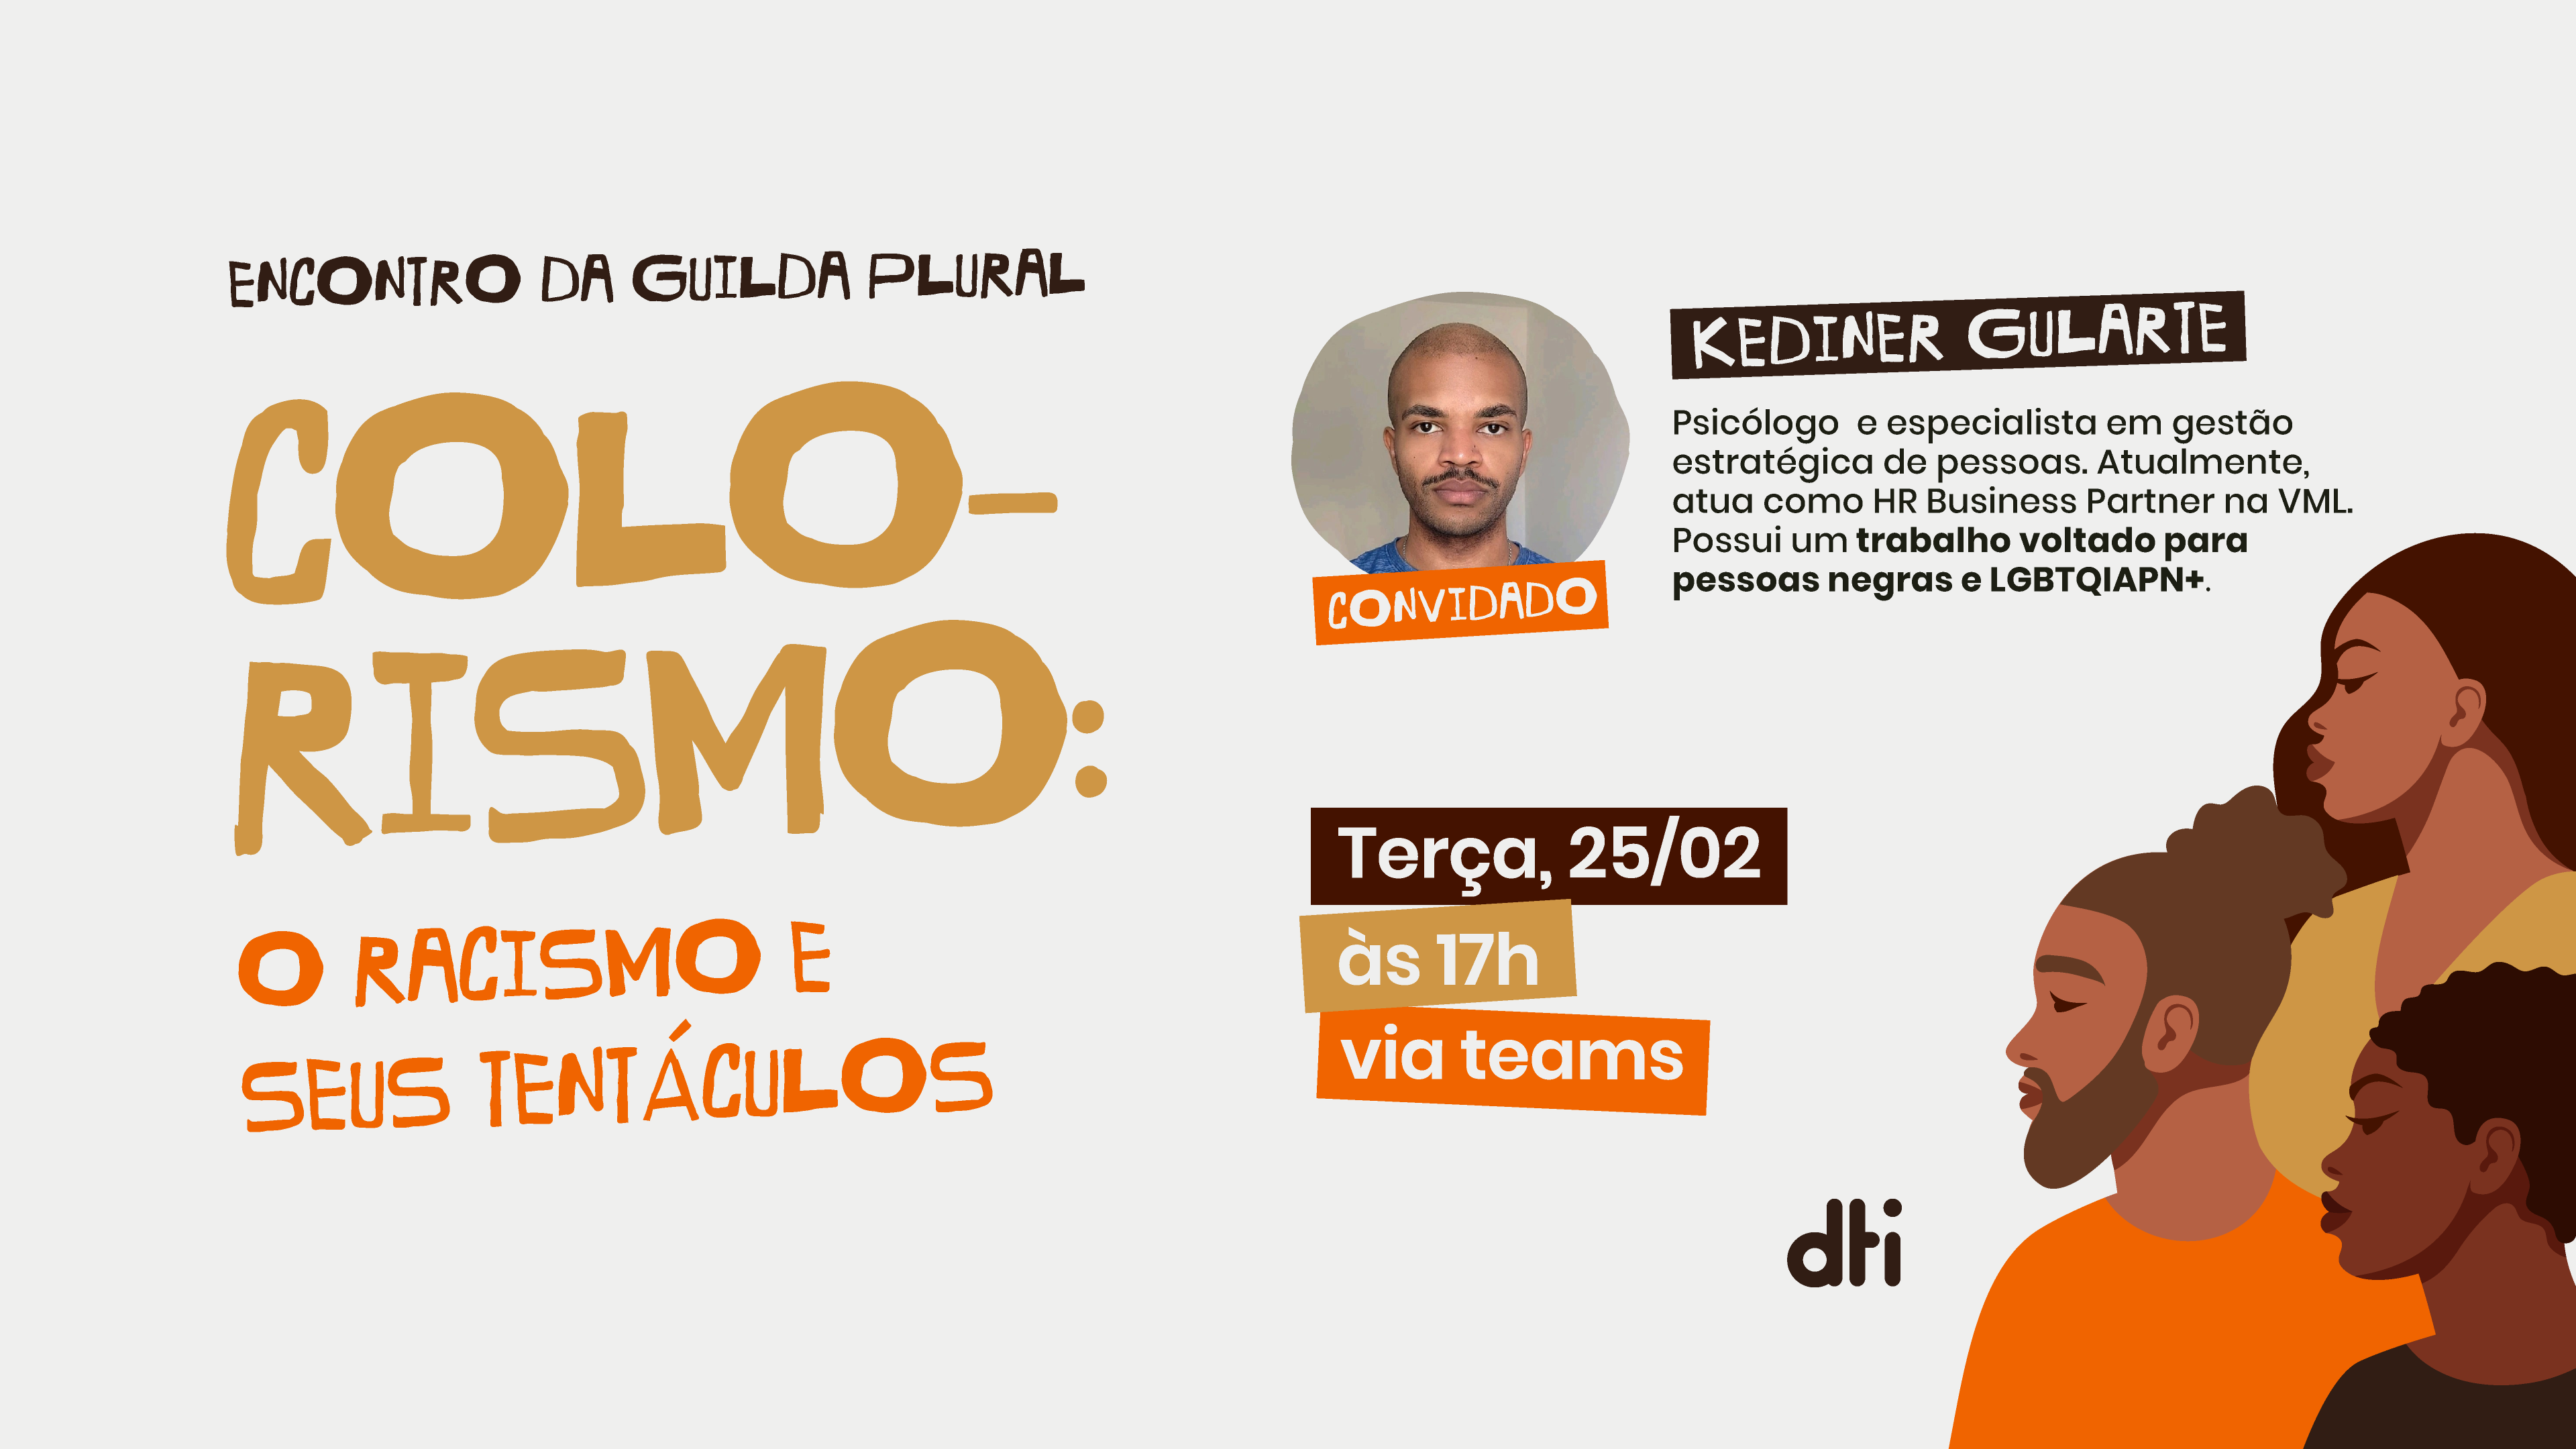 ENCONTRO DA GUILDA PLURAL
COLO-
RISMO:
O RACISMO E
SEUS TENTÁCULOS
CONVIDADO
KEDINER GULARTE
Psicólogo  e especialista em gestão
estratégica de pessoas. Atualmente,
atua como HR Business Partner na VML.
Possui um trabalho voltado para
pessoas negras e LGBTQIAPN+.
Terça, 25/02
às 17h
via teams
dti